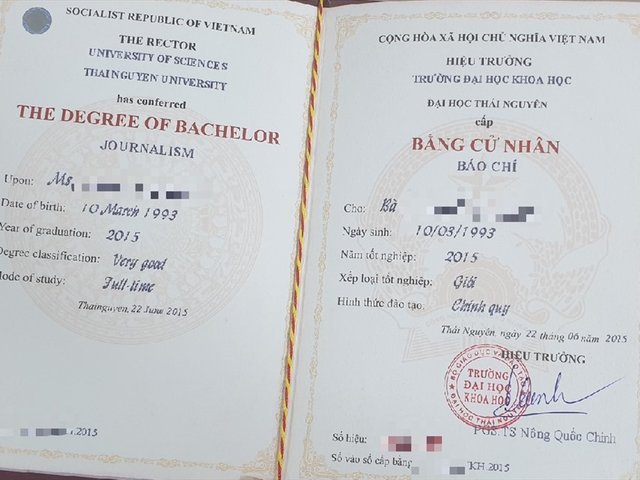 SOCIALIST REPUBLIC OF VIETNAM
THE RECTOR
UNIVERSITY OF SCIENCES
THAINGUYEN UNIVERSITY
has conferred
THE DEGREE OF BACHELOR
JOURNALISM
Upon: Ms
Date of birth: 10 March 1993
Year of graduation: 2015
Degree classification: Very good
Mode of study: Full-time
Thainguyen, 22 June 2015
2015
CỘNG HÒA XÃ HỘI CHỦ NGHĨA VIỆT NAM
HIỆU TRƯỞNG
TRƯỜNG ĐẠI HỌC KHOA HỌC
ĐẠI HỌC THÁI NGUYÊN
cấp
BẰNG CỬ NHÂN
BÁO CHÍ
Cho: Bà
Ngày sinh: 10/03/1993
Năm tốt nghiệp: 2015
Xếp loại tốt nghiệp: Giỏi
Hình thức đào tạo: Chính quy
Thái Nguyên, ngày 22 tháng 06 năm 2015
HIỆU TRƯỞNG
TRƯỜNG
ĐẠI HỌC
KHOA HỌC
ĐẠI HỌC THÁI NGUYÊN
PGS.TS Nông Quốc Chinh
Số hiệu:
Số vào sổ cấp bằng KH.2015